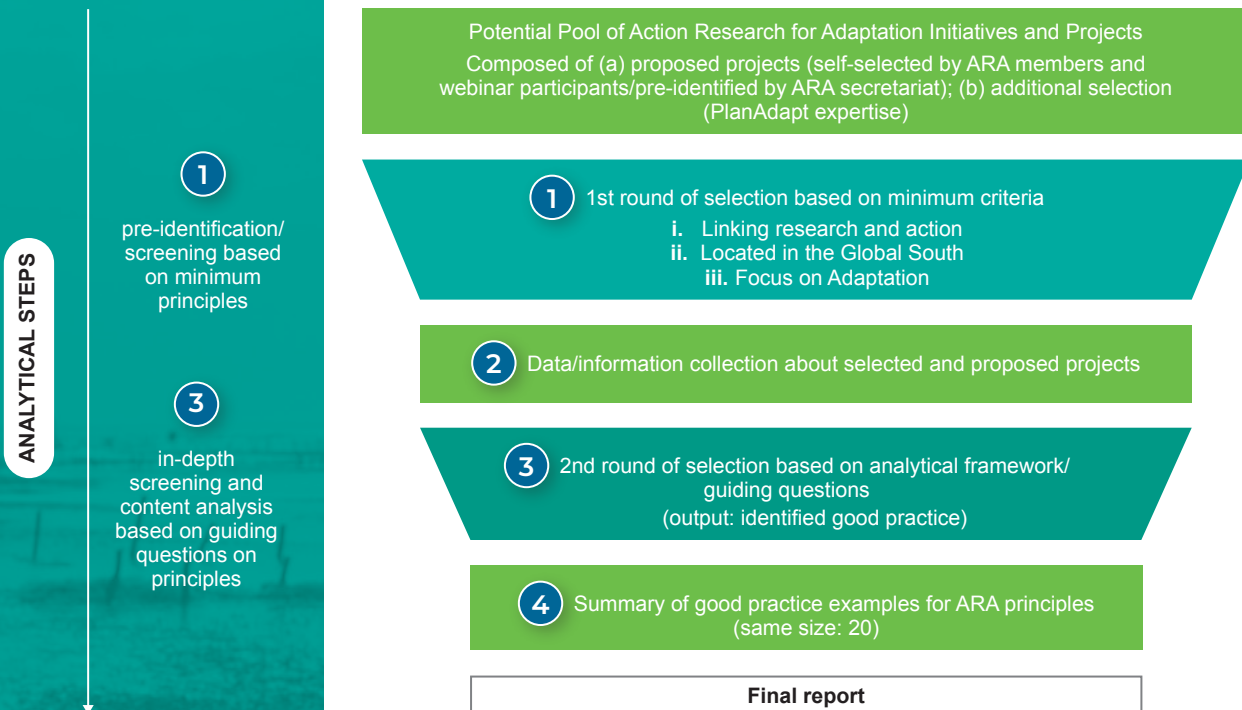 ANALYTICAL STEPS
1
pre-identification/
screening based
on minimum
principles
3
in-depth
screening and
content analysis
based on guiding
questions on
principles
Potential Pool of Action Research for Adaptation Initiatives and Projects
Composed of (a) proposed projects (self-selected by ARA members and
webinar participants/pre-identified by ARA secretariat); (b) additional selection
(PlanAdapt expertise)
1 1st round of selection based on minimum criteria
i. Linking research and action
ii. Located in the Global South
iii. Focus on Adaptation
2 Data/information collection about selected and proposed projects
3 2nd round of selection based on analytical framework/
guiding questions
(output: identified good practice)
4 Summary of good practice examples for ARA principles
(same size: 20)
Final report